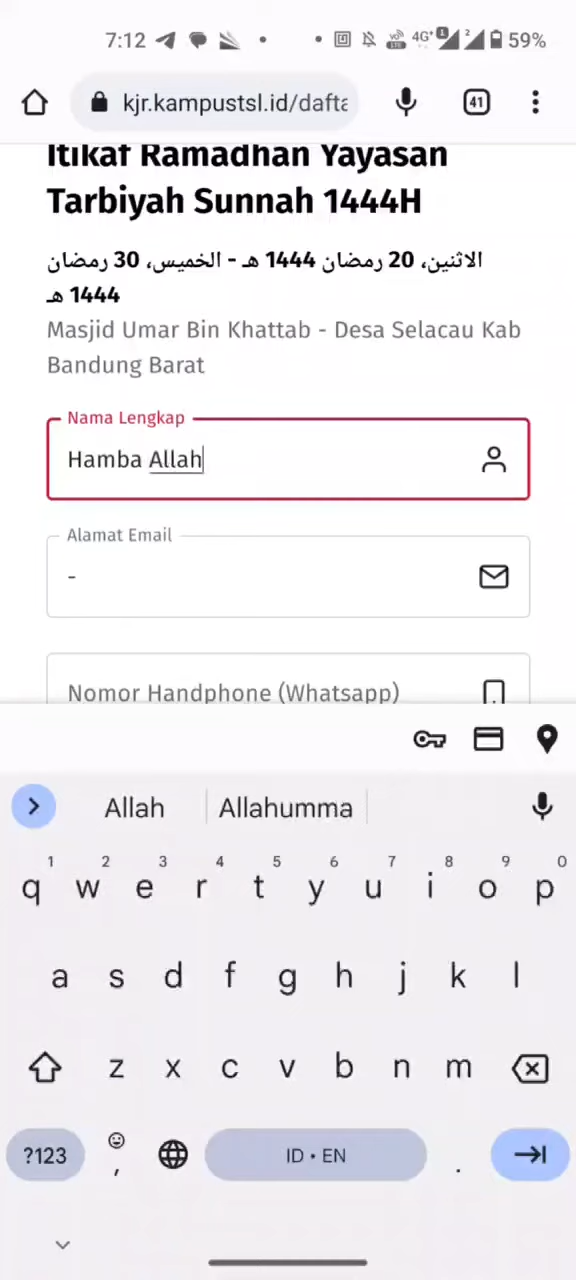 7:12
4G+
1
2
59%
kjr.kampustsl.id/dafta
41
Itikaf Ramadhan Yayasan
Tarbiyah Sunnah 1444H
الاثنين، 20 رمضان 1444 هـ - الخميس، 30 رمضان
1444 هـ
Masjid Umar Bin Khattab - Desa Selacau Kab
Bandung Barat
Nama Lengkap
Hamba Allah
Alamat Email
-
Nomor Handphone (Whatsapp)
Allah Allahumma
1 2 3 4 5 6 7 8 9 0
q w e r t y u i o p
a s d f g h j k l
z x c v b n m
?123 , ID • EN .